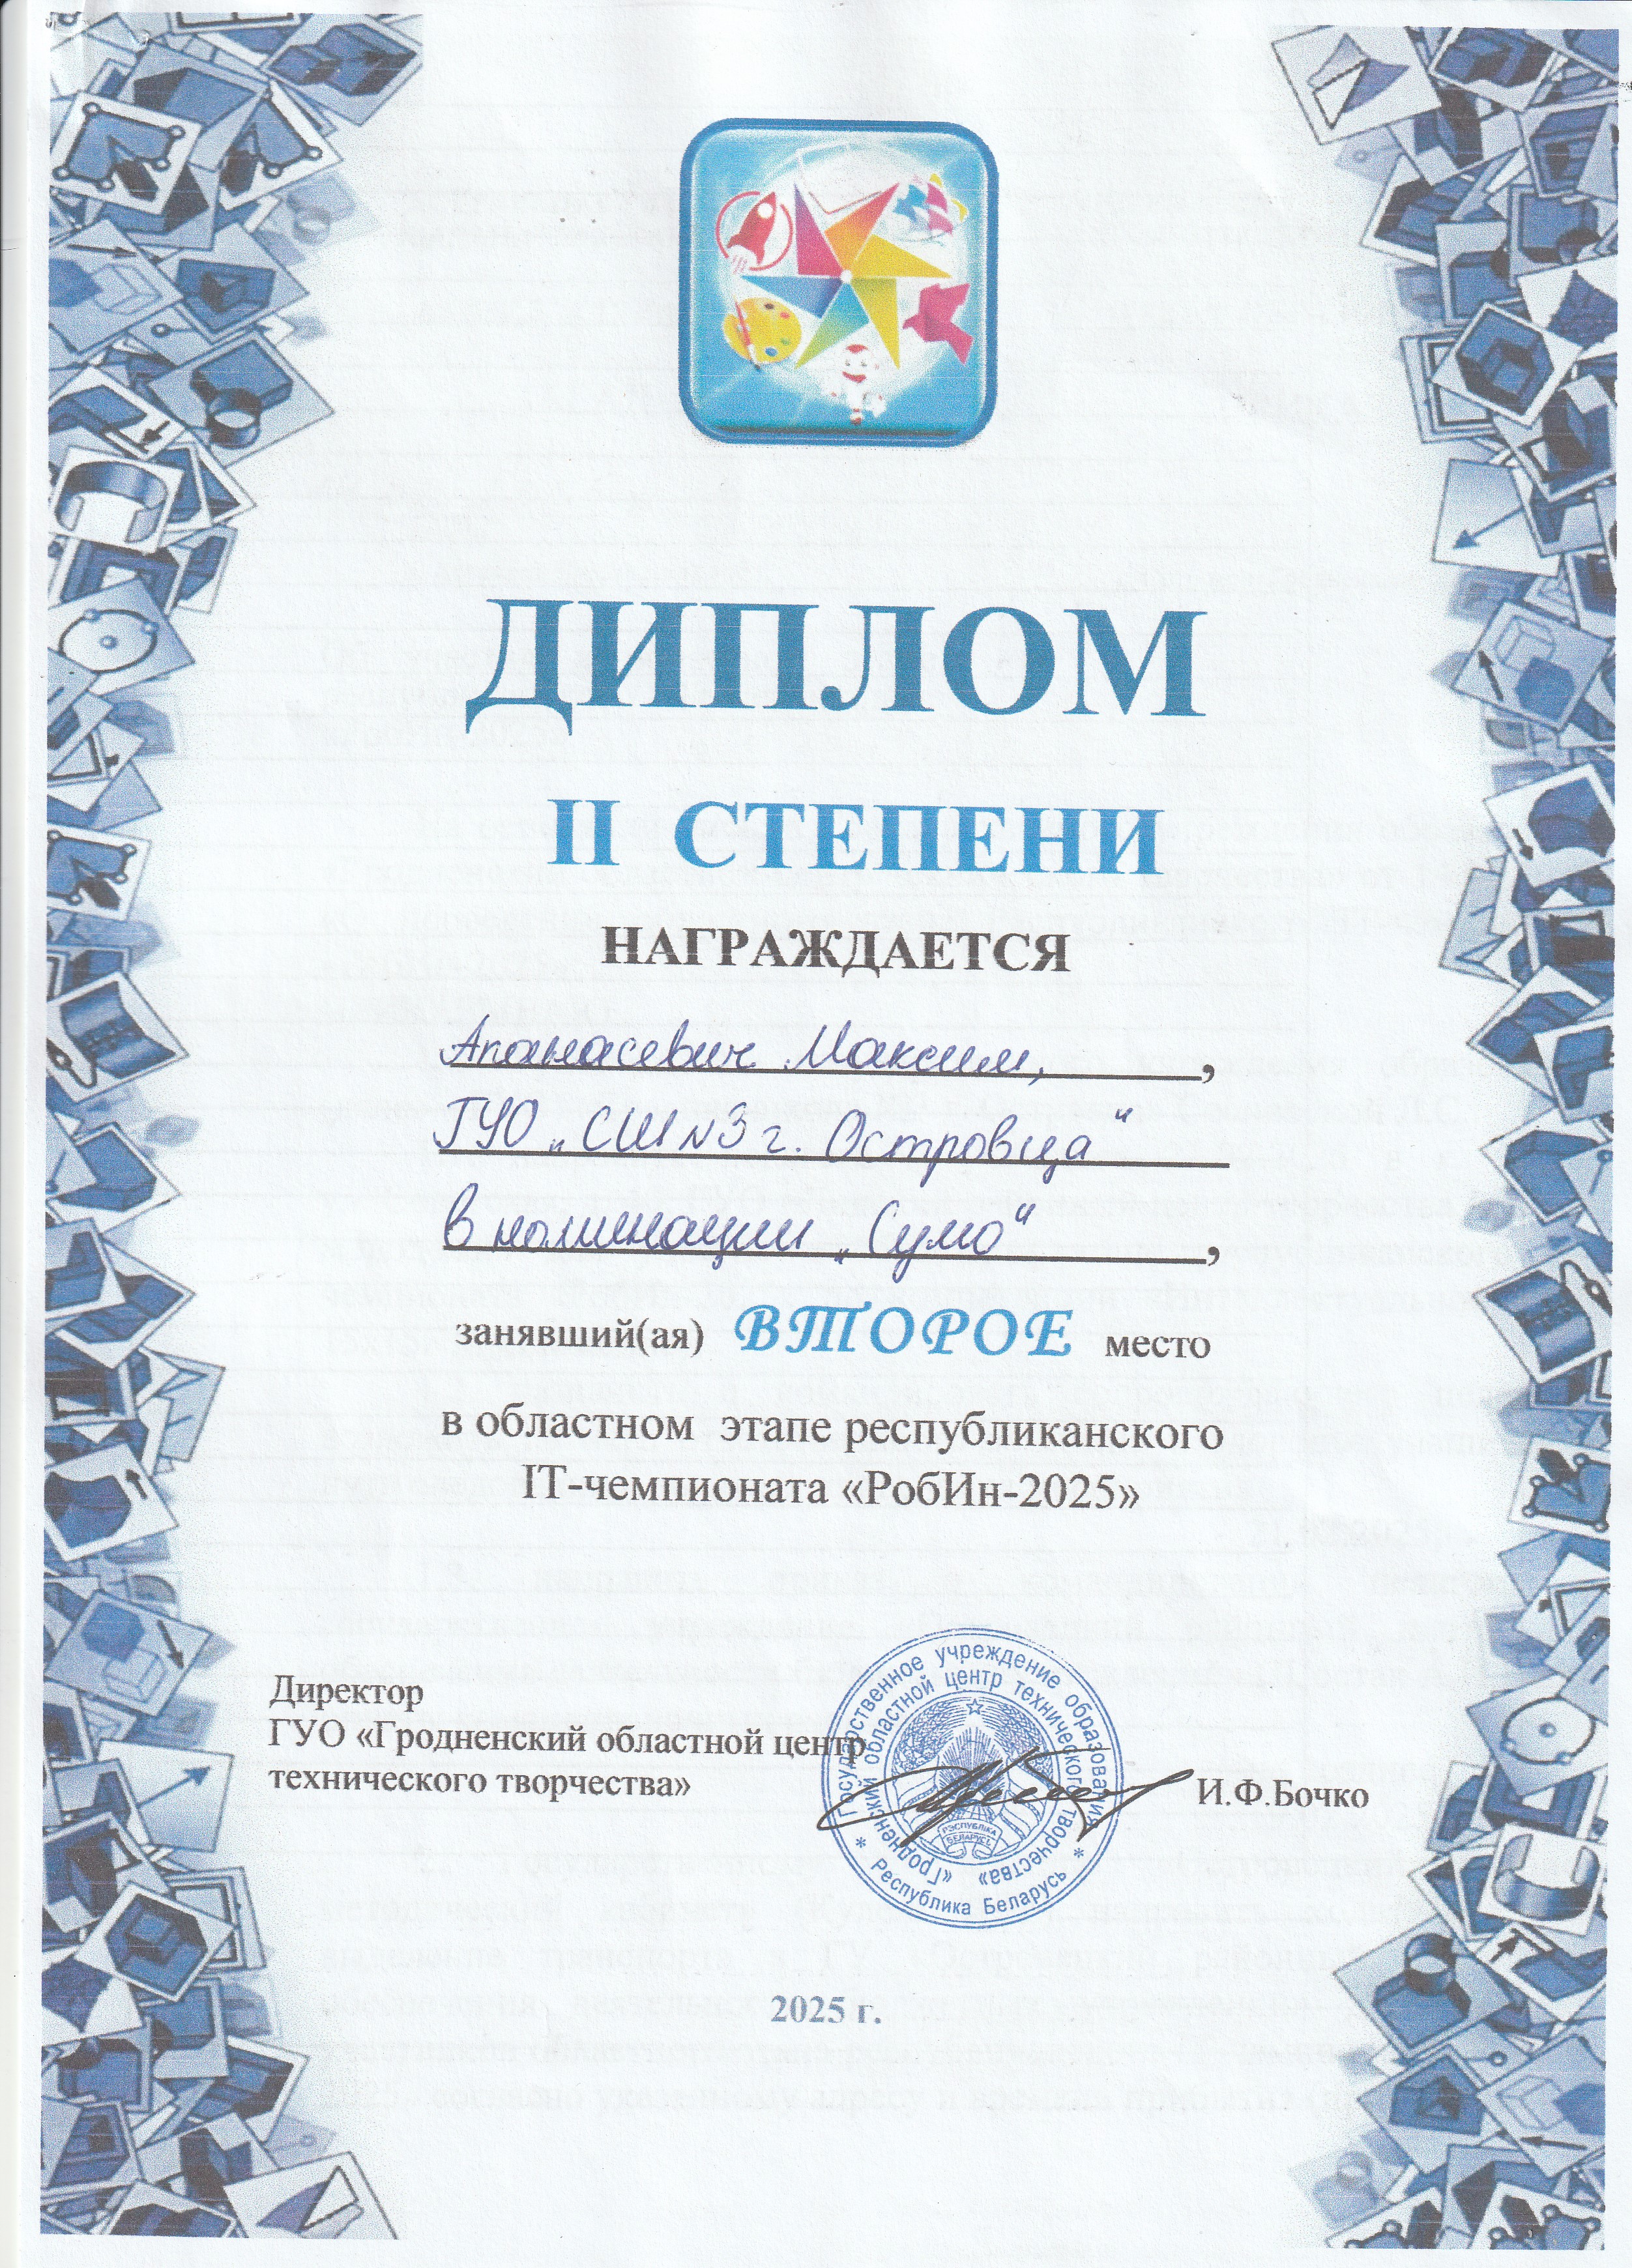 ДИПЛОМ
II СТЕПЕНИ
НАГРАЖДАЕТСЯ
Апанасевич Максим, ,
ГУО „СШ №3 г. Островца“
в номинации „Сумо“ ,
занявший(ая) ВТОРОЕ место
в областном этапе республиканского
IT-чемпионата «РобИн-2025»
Директор
ГУО «Гродненский областной центр
технического творчества»
И.Ф.Бочко
Государственное учреждение образования
«Гродненский областной центр технического творчества»
* Республика Беларусь *
РЭСПУБЛІКА
БЕЛАРУСЬ
2025 г.